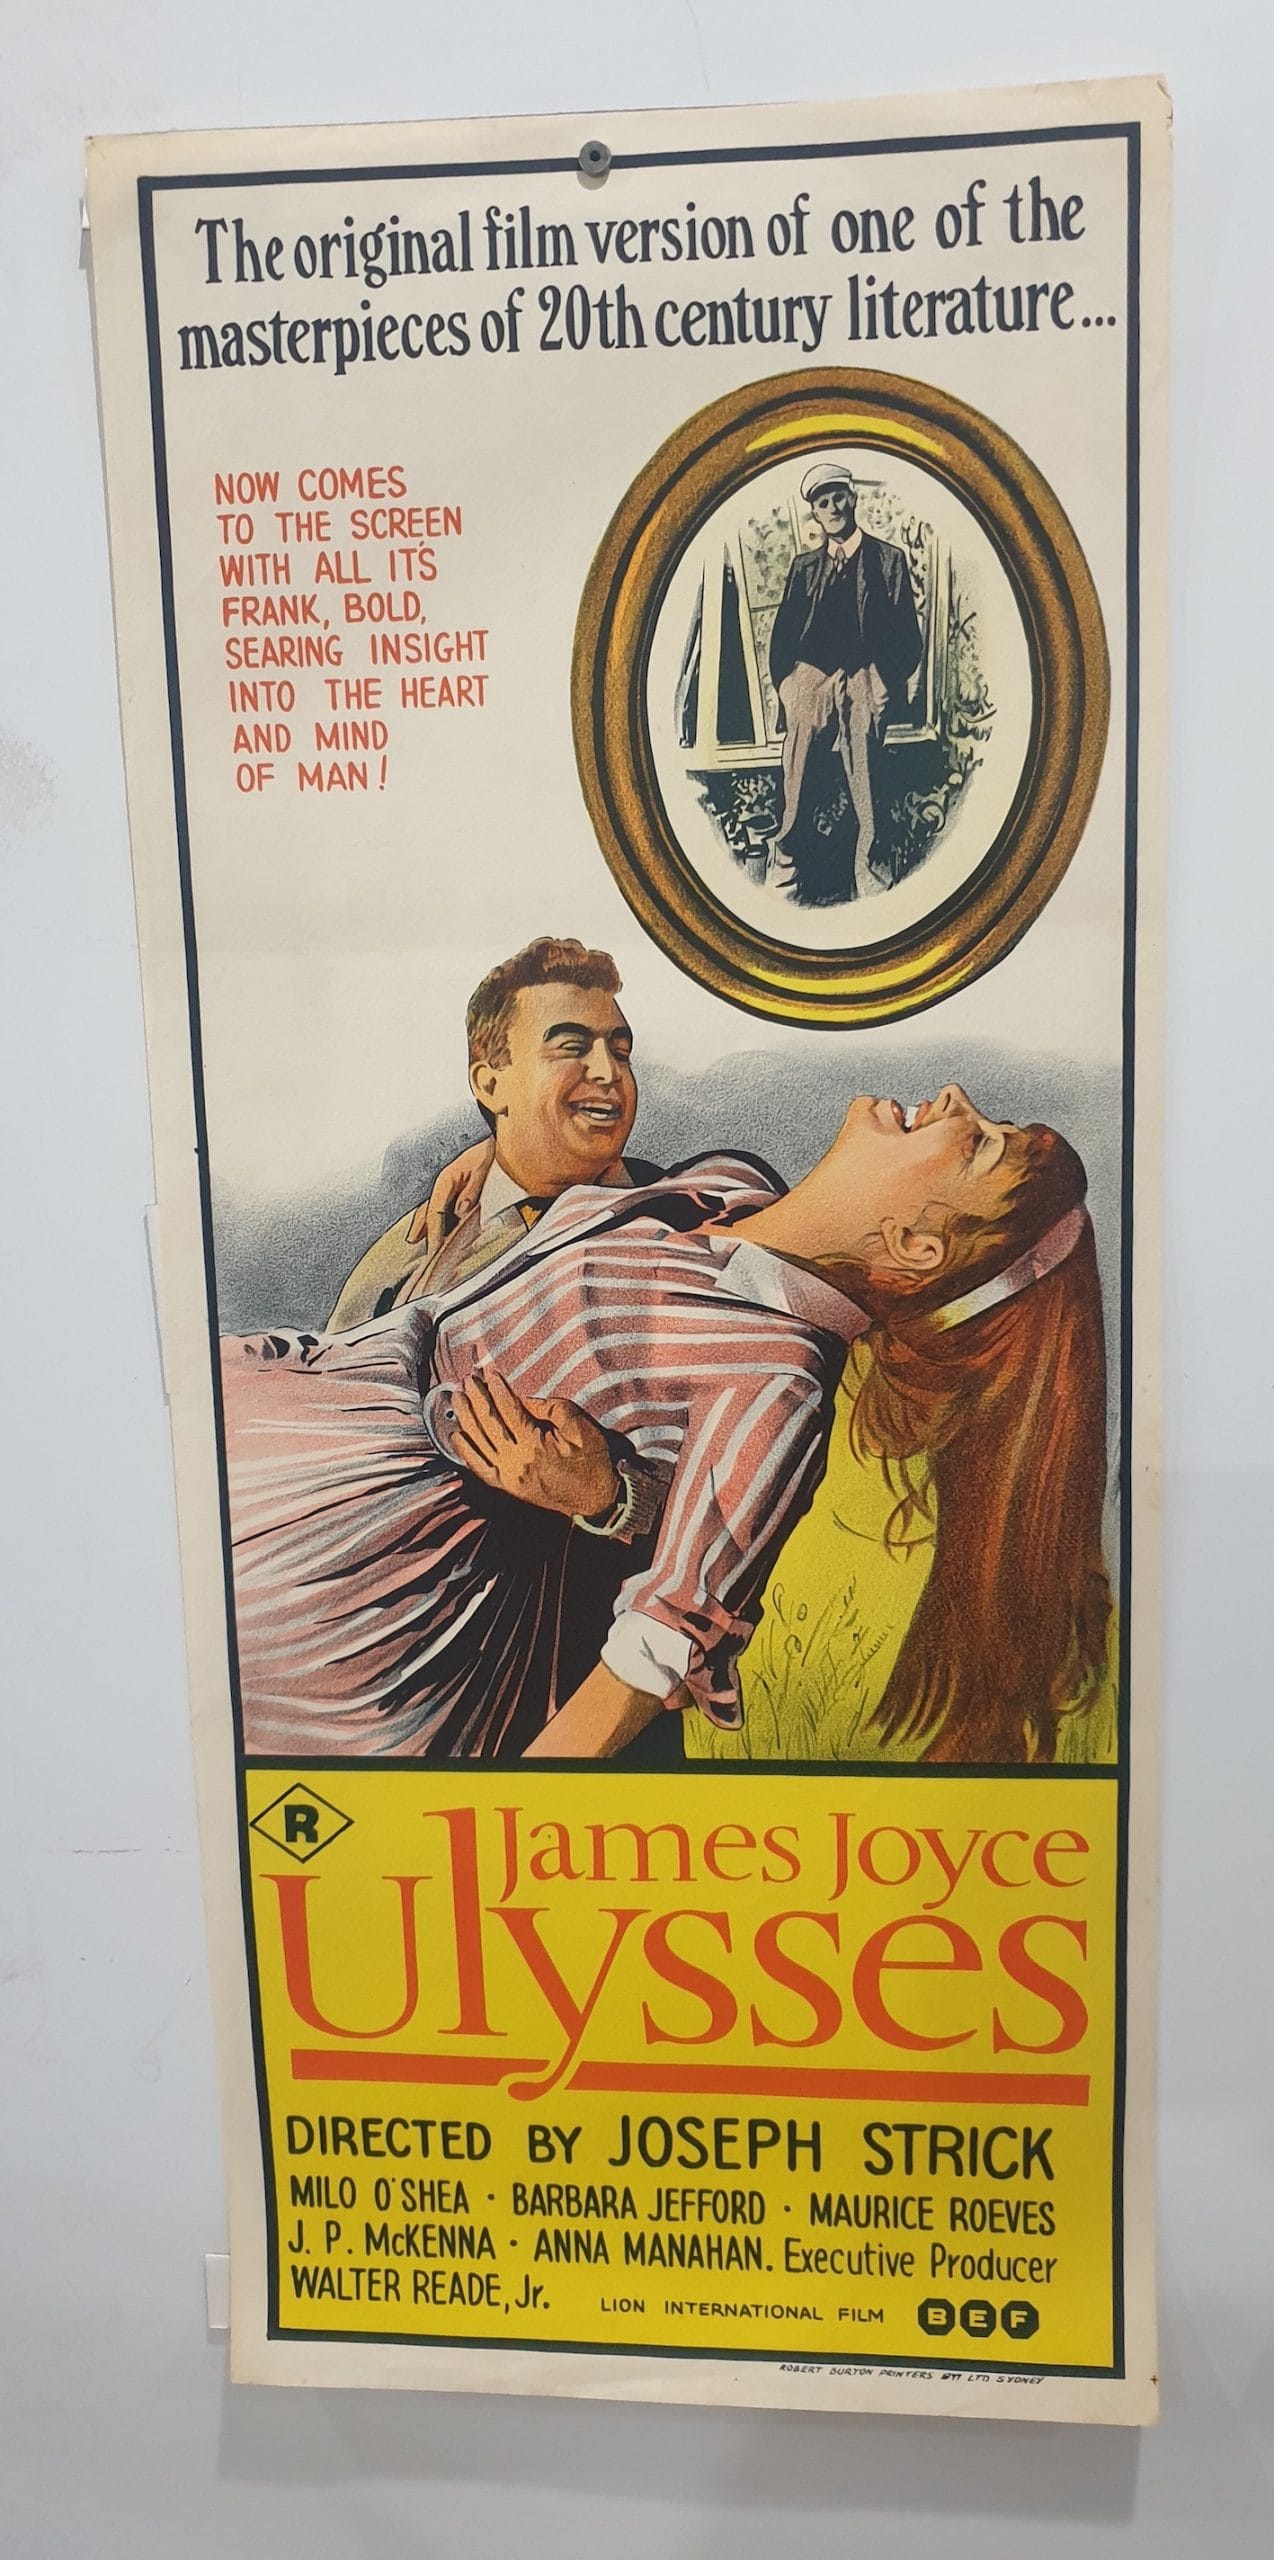 The original film version of one of the
masterpieces of 20th century literature...
NOW COMES
TO THE SCREEN
WITH ALL IT'S
FRANK, BOLD,
SEARING INSIGHT
INTO THE HEART
AND MIND
OF MAN!
R
James Joyce
Ulysses
DIRECTED BY JOSEPH STRICK
MILO O'SHEA · BARBARA JEFFORD · MAURICE ROEVES
J. P. McKENNA · ANNA MANAHAN. Executive Producer
WALTER READE, Jr. LION INTERNATIONAL FILM BEF
ROBERT BURTON PRINTERS PTY LTD SYDNEY